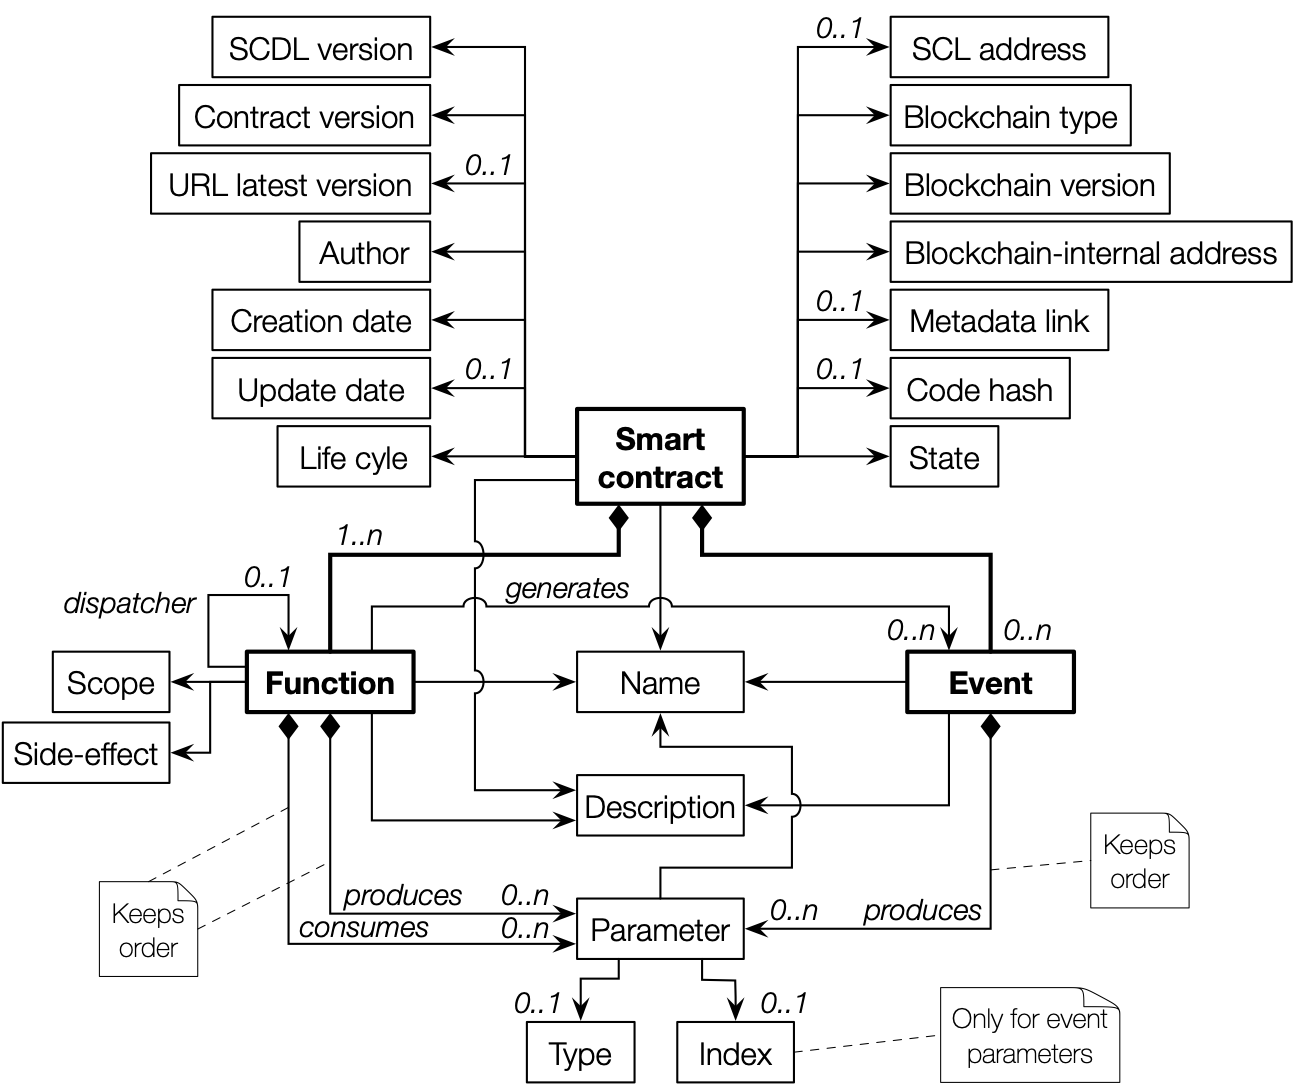 SCDL version
0..1
SCL address
Contract version
Blockchain type
0..1
URL latest version
Blockchain version
Author
Blockchain-internal address
Creation date
0..1
Metadata link
0..1
Update date
0..1
Code hash
Life cyle
Smart
contract
State
1..n
0..1
dispatcher
generates
0..n
0..n
Scope
Function
Name
Event
Side-effect
Description
Keeps
order
Keeps
order
produces
0..n
consumes
0..n
Parameter
0..n
produces
0..1
0..1
Type
Index
Only for event
parameters